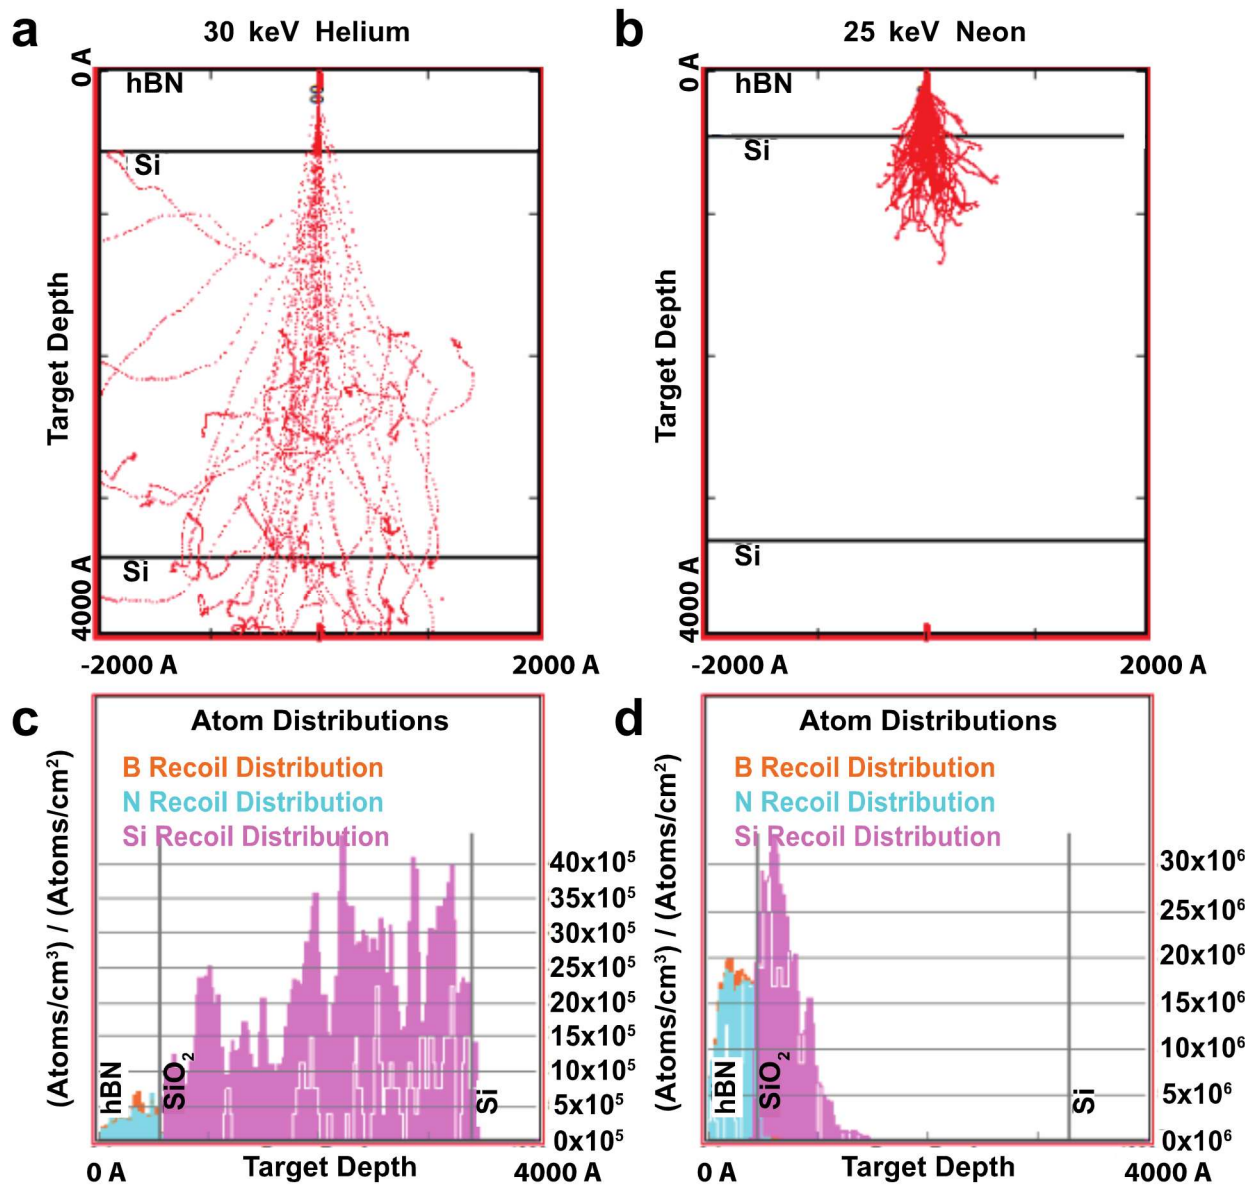 a
30 keV Helium
0 A
hBN
Si
Target Depth
Si
4000 A
-2000 A
2000 A
b
25 keV Neon
0 A
hBN
Si
Target Depth
Si
4000 A
-2000 A
2000 A
c
Atom Distributions
B Recoil Distribution
N Recoil Distribution
Si Recoil Distribution
(Atoms/cm³) / (Atoms/cm²)
40x10⁵
35x10⁵
30x10⁵
25x10⁵
20x10⁵
15x10⁵
10x10⁵
5x10⁵
0x10⁵
hBN
SiO₂
Si
0 A
Target Depth
4000 A
d
Atom Distributions
B Recoil Distribution
N Recoil Distribution
Si Recoil Distribution
(Atoms/cm³) / (Atoms/cm²)
30x10⁶
25x10⁶
20x10⁶
15x10⁶
10x10⁶
5x10⁶
0x10⁶
hBN
SiO₂
Si
0 A
Target Depth
4000 A